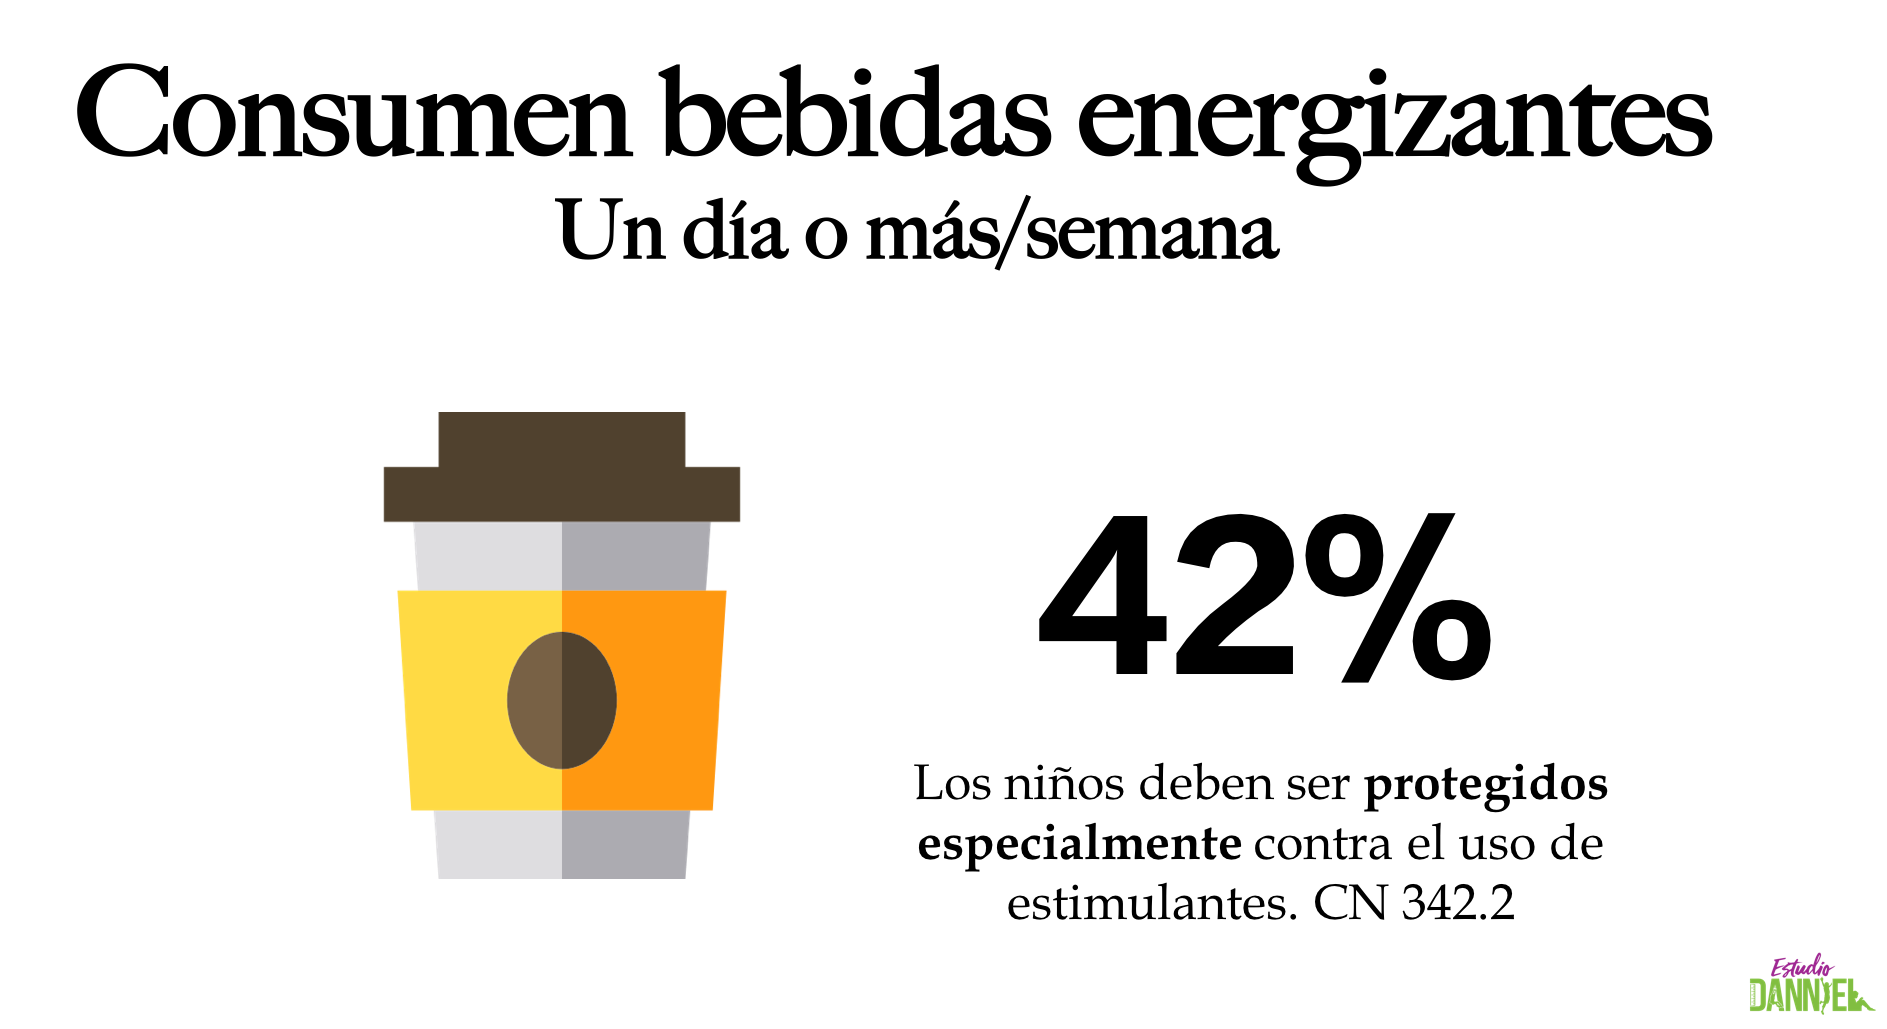 Consumen bebidas energizantes
Un día o más/semana
42%
Los niños deben ser protegidos
especialmente contra el uso de
estimulantes. CN 342.2
Estudio
DANNIEL